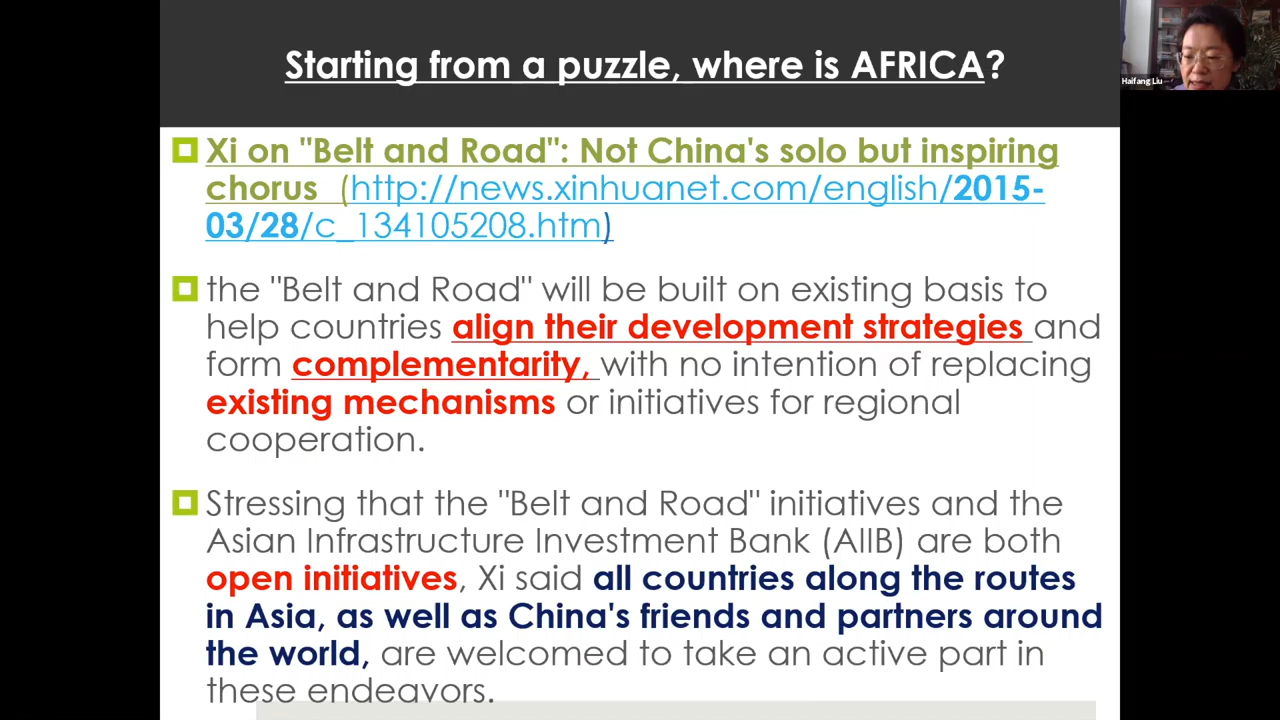 Starting from a puzzle, where is AFRICA?
Haifang Liu
Xi on "Belt and Road": Not China's solo but inspiring
chorus (http://news.xinhuanet.com/english/2015-
03/28/c_134105208.htm)
the "Belt and Road" will be built on existing basis to
help countries align their development strategies and
form complementarity, with no intention of replacing
existing mechanisms or initiatives for regional
cooperation.
Stressing that the "Belt and Road" initiatives and the
Asian Infrastructure Investment Bank (AIIB) are both
open initiatives, Xi said all countries along the routes
in Asia, as well as China's friends and partners around
the world, are welcomed to take an active part in
these endeavors.